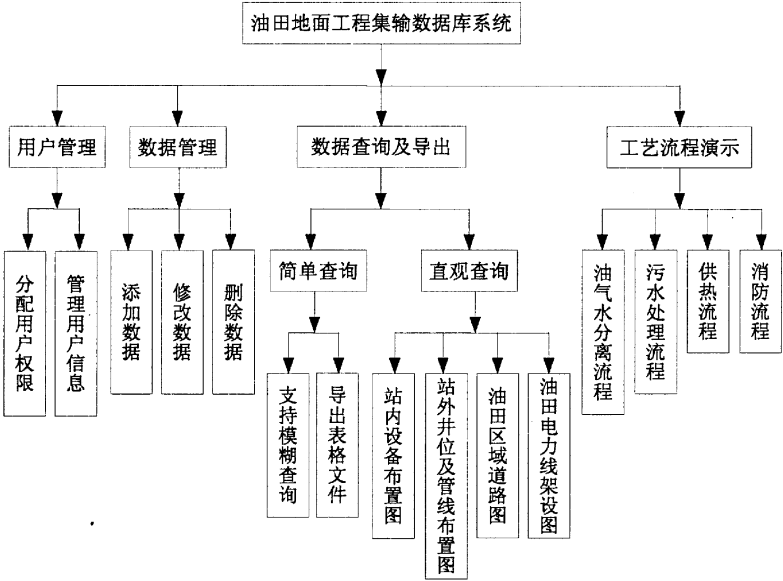 油田地面工程集输数据库系统
用户管理
数据管理
数据查询及导出
工艺流程演示
分配用户权限
管理用户信息
添加数据
修改数据
删除数据
简单查询
直观查询
油气水分离流程
污水处理流程
供热流程
消防流程
支持模糊查询
导出表格文件
站内设备布置图
站外井位及管线布置图
油田区域道路图
油田电力线架设图